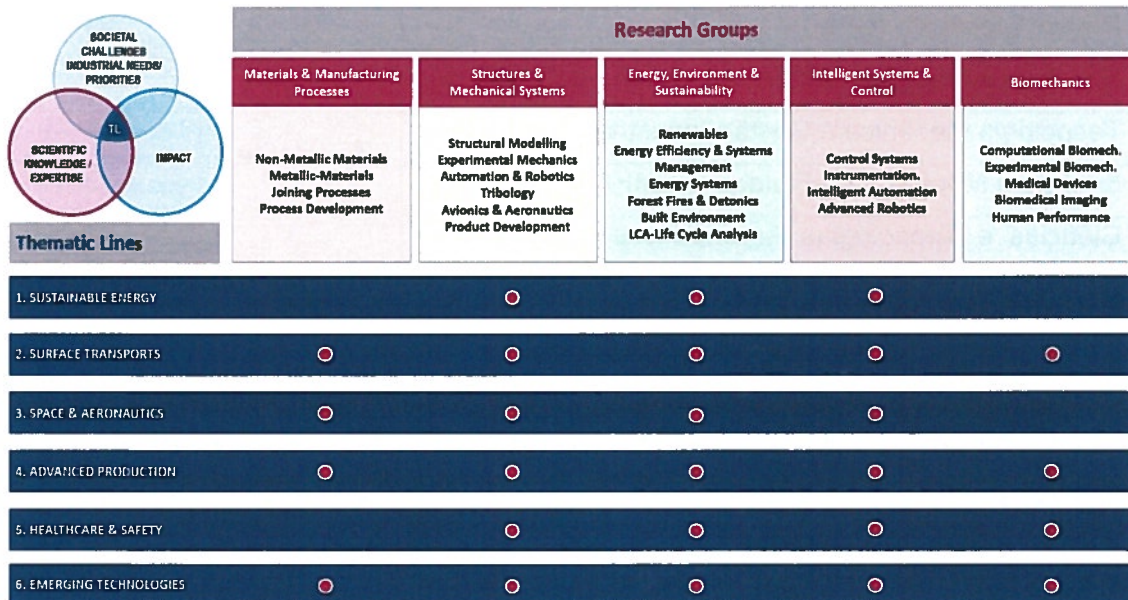 SOCIETAL
CHALLENGES
INDUSTRIAL NEEDS/
PRIORITIES
TL
SCIENTIFIC
KNOWLEDGE /
EXPERTISE
IMPACT
Thematic Lines
Research Groups
Materials & Manufacturing
Processes
Non-Metallic Materials
Metallic-Materials
Joining Processes
Process Development
Structures &
Mechanical Systems
Structural Modelling
Experimental Mechanics
Automation & Robotics
Tribology
Avionics & Aeronautics
Product Development
Energy, Environment &
Sustainability
Renewables
Energy Efficiency & Systems
Management
Energy Systems
Forest Fires & Detonics
Built Environment
LCA-Life Cycle Analysis
Intelligent Systems &
Control
Control Systems
Instrumentation.
Intelligent Automation
Advanced Robotics
Biomechanics
Computational Biomech.
Experimental Biomech.
Medical Devices
Biomedical Imaging
Human Performance
1. SUSTAINABLE ENERGY
2. SURFACE TRANSPORTS
3. SPACE & AERONAUTICS
4. ADVANCED PRODUCTION
5. HEALTHCARE & SAFETY
6. EMERGING TECHNOLOGIES